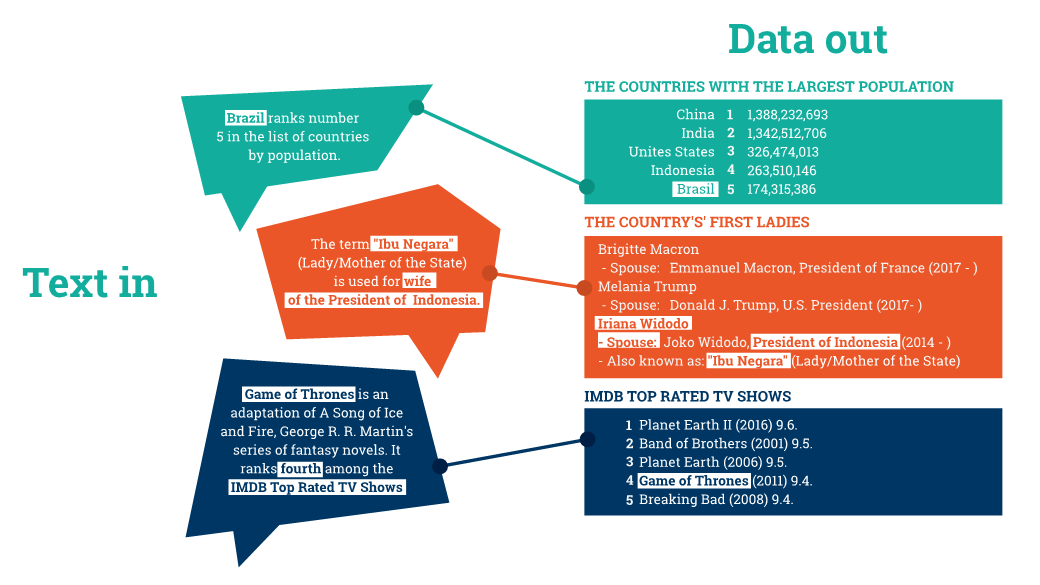 Data out
Text in
Brazil ranks number
5 in the list of countries
by population.
THE COUNTRIES WITH THE LARGEST POPULATION
China 1 1,388,232,693
India 2 1,342,512,706
Unites States 3 326,474,013
Indonesia 4 263,510,146
Brasil 5 174,315,386
The term "Ibu Negara"
(Lady/Mother of the State)
is used for wife
of the President of Indonesia.
THE COUNTRY'S' FIRST LADIES
Brigitte Macron
- Spouse: Emmanuel Macron, President of France (2017 - )
Melania Trump
- Spouse: Donald J. Trump, U.S. President (2017- )
Iriana Widodo
- Spouse: Joko Widodo, President of Indonesia (2014 - )
- Also known as: "Ibu Negara" (Lady/Mother of the State)
Game of Thrones is an
adaptation of A Song of Ice
and Fire, George R. R. Martin's
series of fantasy novels. It
ranks fourth among the
IMDB Top Rated TV Shows
IMDB TOP RATED TV SHOWS
1 Planet Earth II (2016) 9.6.
2 Band of Brothers (2001) 9.5.
3 Planet Earth (2006) 9.5.
4 Game of Thrones (2011) 9.4.
5 Breaking Bad (2008) 9.4.